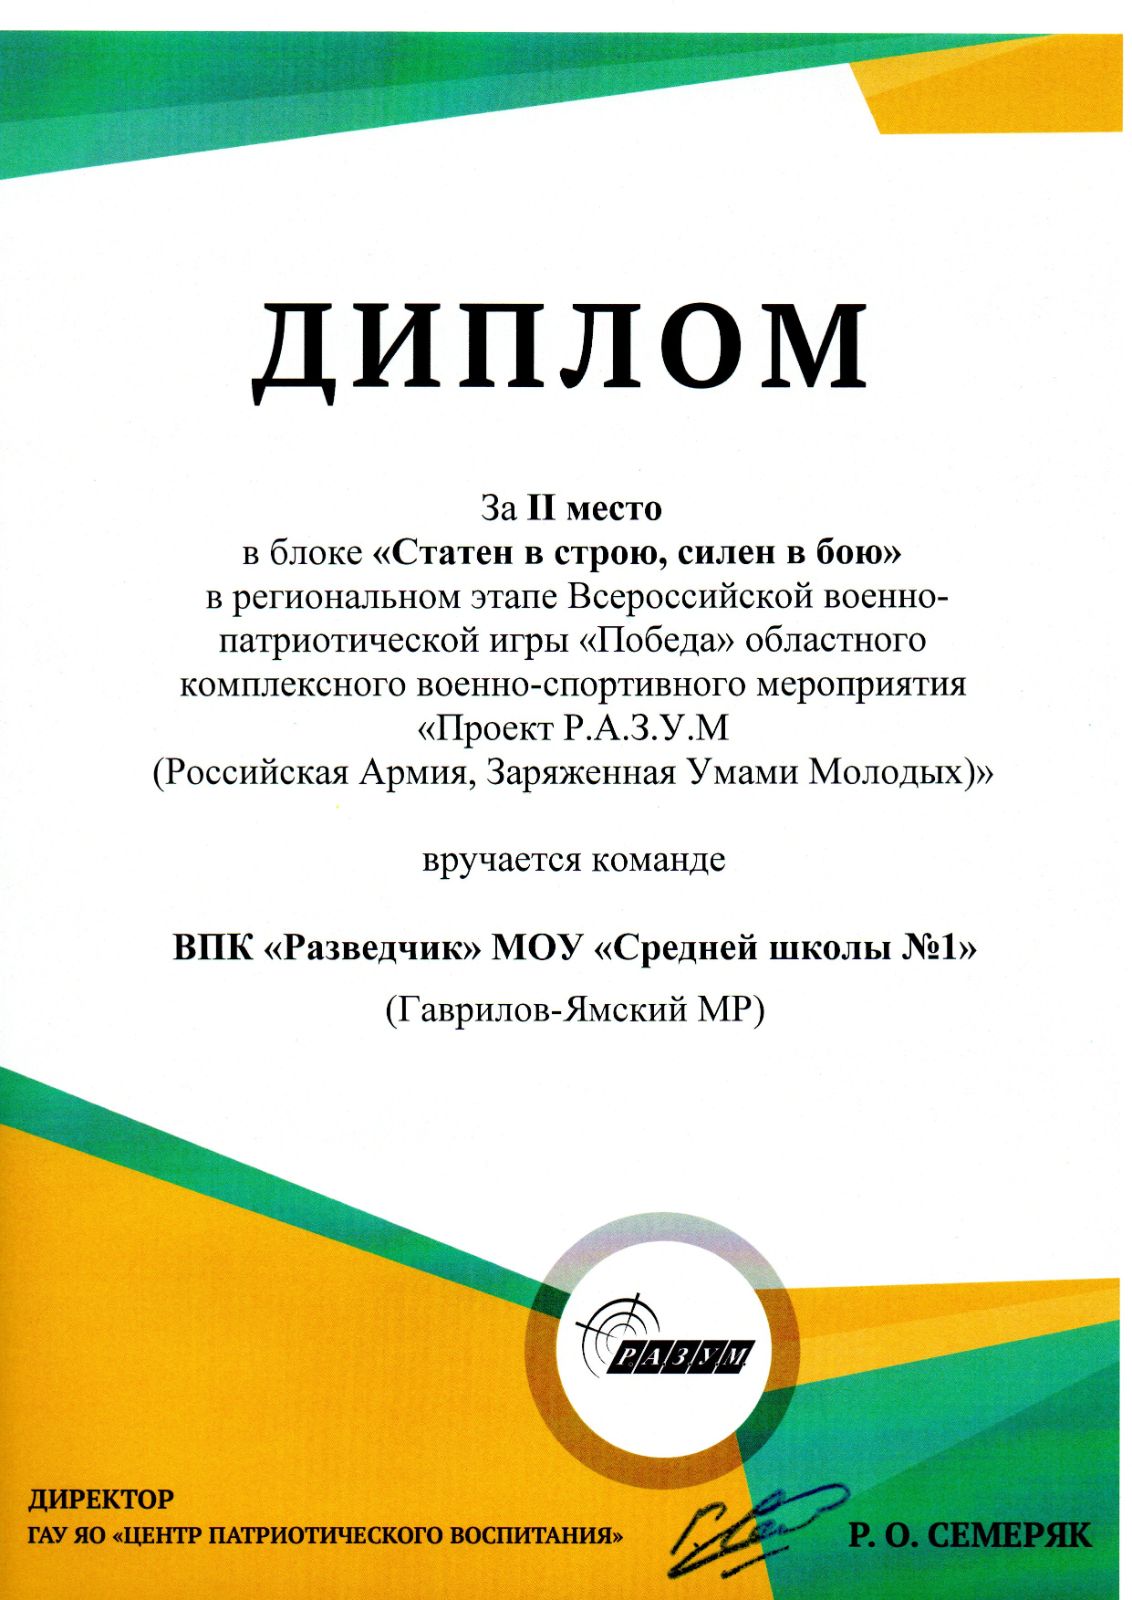 ДИПЛОМ
За II место
в блоке «Статен в строю, силен в бою»
в региональном этапе Всероссийской военно-
патриотической игры «Победа» областного
комплексного военно-спортивного мероприятия
«Проект Р.А.З.У.М
(Российская Армия, Заряженная Умами Молодых)»
вручается команде
ВПК «Разведчик» МОУ «Средней школы №1»
(Гаврилов-Ямский МР)
Р.А.З.У.М.
ДИРЕКТОР
ГАУ ЯО «ЦЕНТР ПАТРИОТИЧЕСКОГО ВОСПИТАНИЯ»
Р. О. СЕМЕРЯК